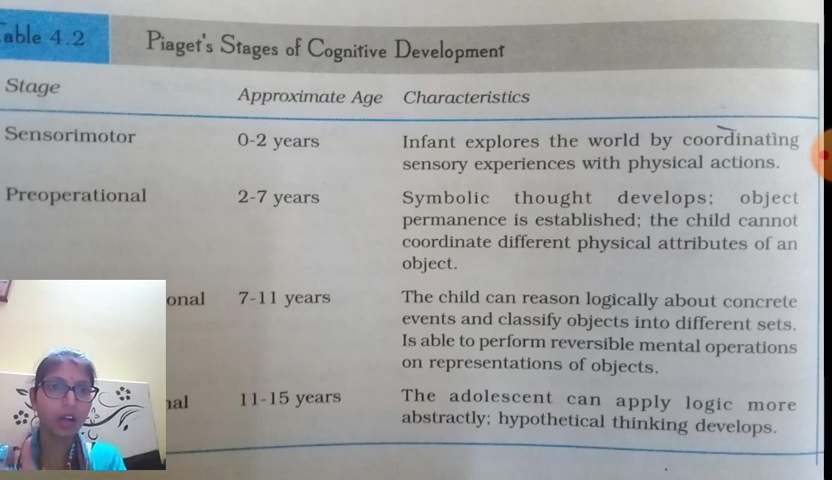 able 4.2 Piaget's Stages of Cognitive Development
Stage Approximate Age Characteristics
Sensorimotor 0-2 years Infant explores the world by coordinating
sensory experiences with physical actions.
Preoperational 2-7 years Symbolic thought develops; object
permanence is established; the child cannot
coordinate different physical attributes of an
object.
onal 7-11 years The child can reason logically about concrete
events and classify objects into different sets.
Is able to perform reversible mental operations
on representations of objects.
nal 11-15 years The adolescent can apply logic more
abstractly; hypothetical thinking develops.